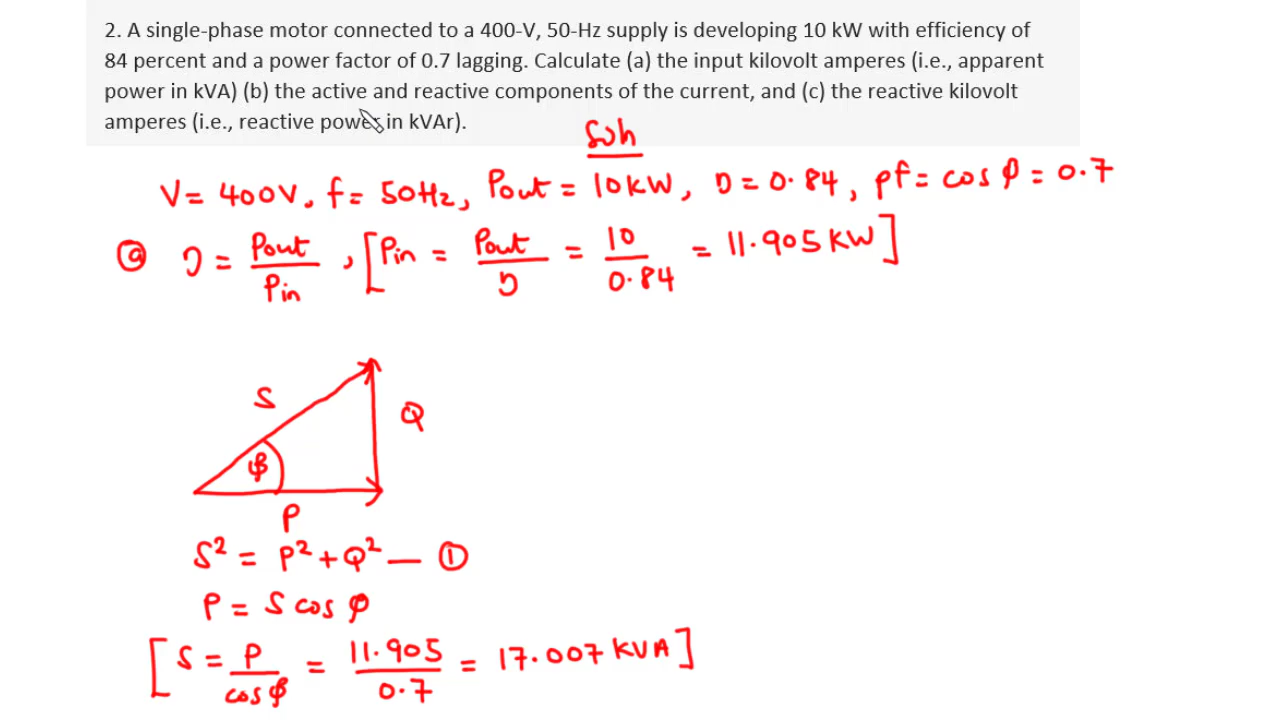 2. A single-phase motor connected to a 400-V, 50-Hz supply is developing 10 kW with efficiency of
84 percent and a power factor of 0.7 lagging. Calculate (a) the input kilovolt amperes (i.e., apparent
power in kVA) (b) the active and reactive components of the current, and (c) the reactive kilovolt
amperes (i.e., reactive power in kVAr).
Soln
V = 400V, f = 50Hz, Pout = 10KW, η = 0.84, pf = cos φ = 0.7
(a) η = Pout/Pin, [Pin = Pout/η = 10/0.84 = 11.905 KW]
S
Q
φ
P
S² = P² + Q² — ①
P = S cos φ
[S = P/cos φ = 11.905/0.7 = 17.007 KVA]